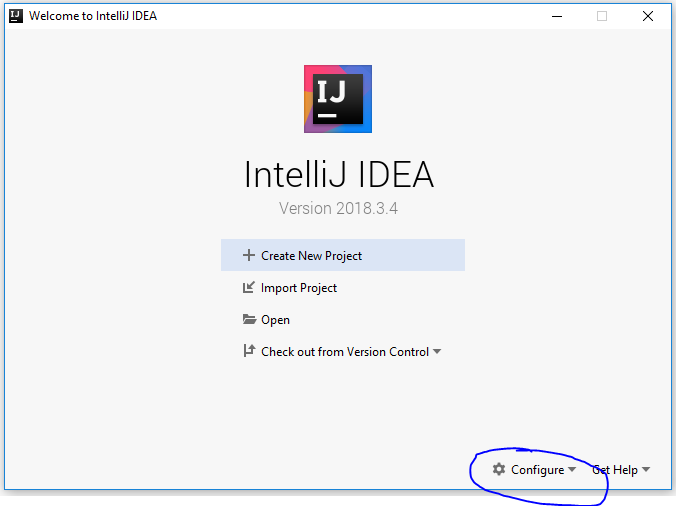 IJ Welcome to IntelliJ IDEA
IJ
IntelliJ IDEA
Version 2018.3.4
Create New Project
Import Project
Open
Check out from Version Control
Configure Get Help